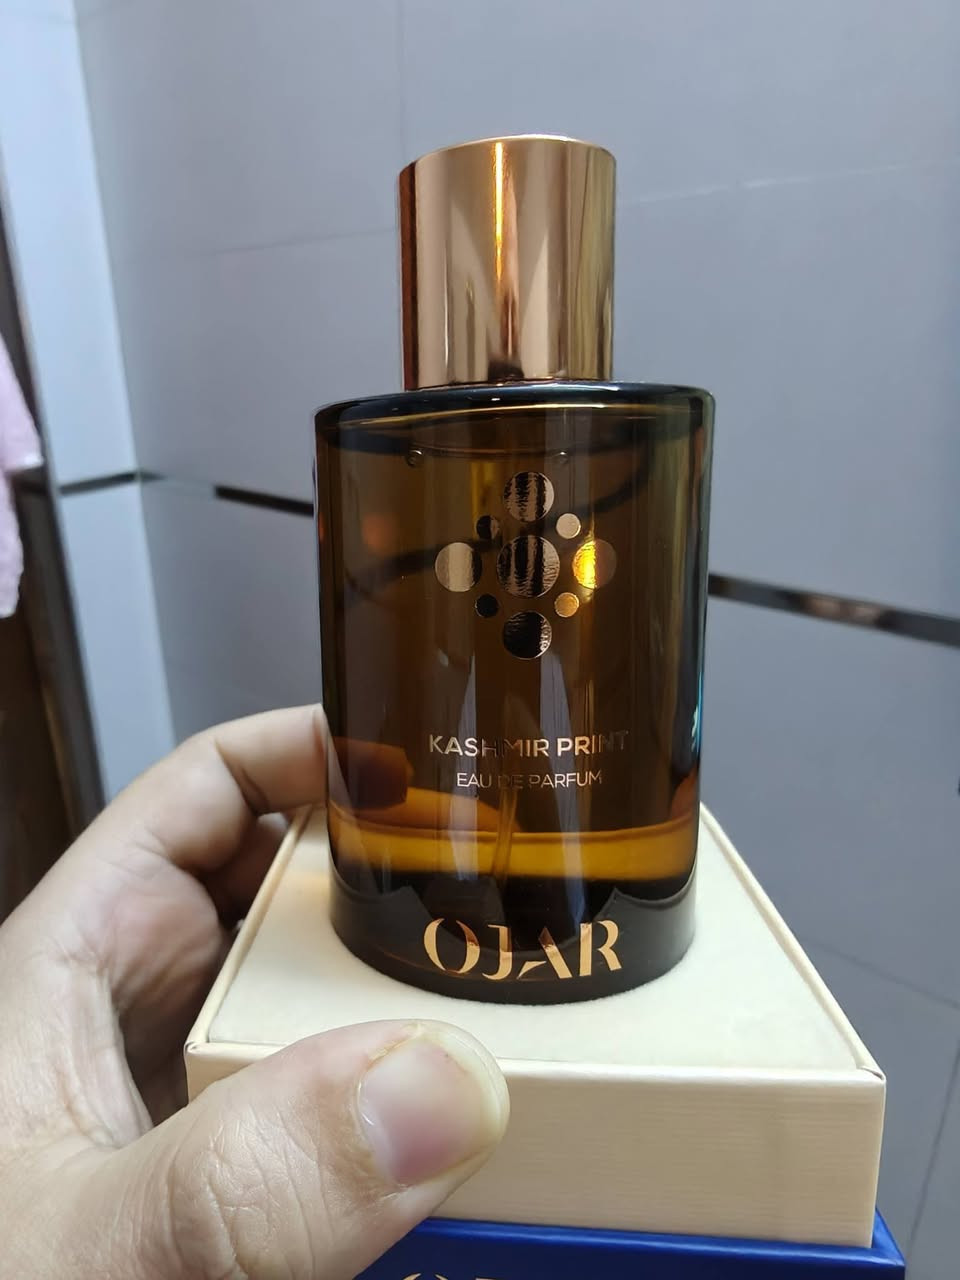 KASHMIR PRINT
EAU DE PARFUM
OJAR